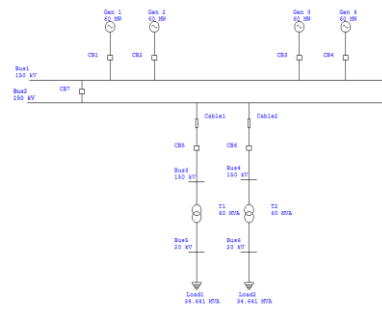 Gen 1
60 MW
Gen 2
60 MW
Gen 3
60 MW
Gen 4
60 MW
CB1
CB2
CB3
CB4
Bus1
150 kV
Bus2
150 kV
CB7
Cable1
Cable2
CB5
CB6
Bus3
150 kV
Bus4
150 kV
T1
60 MVA
T2
60 MVA
Bus5
20 kV
Bus6
20 kV
Load1
34.641 MVA
Load2
34.641 MVA